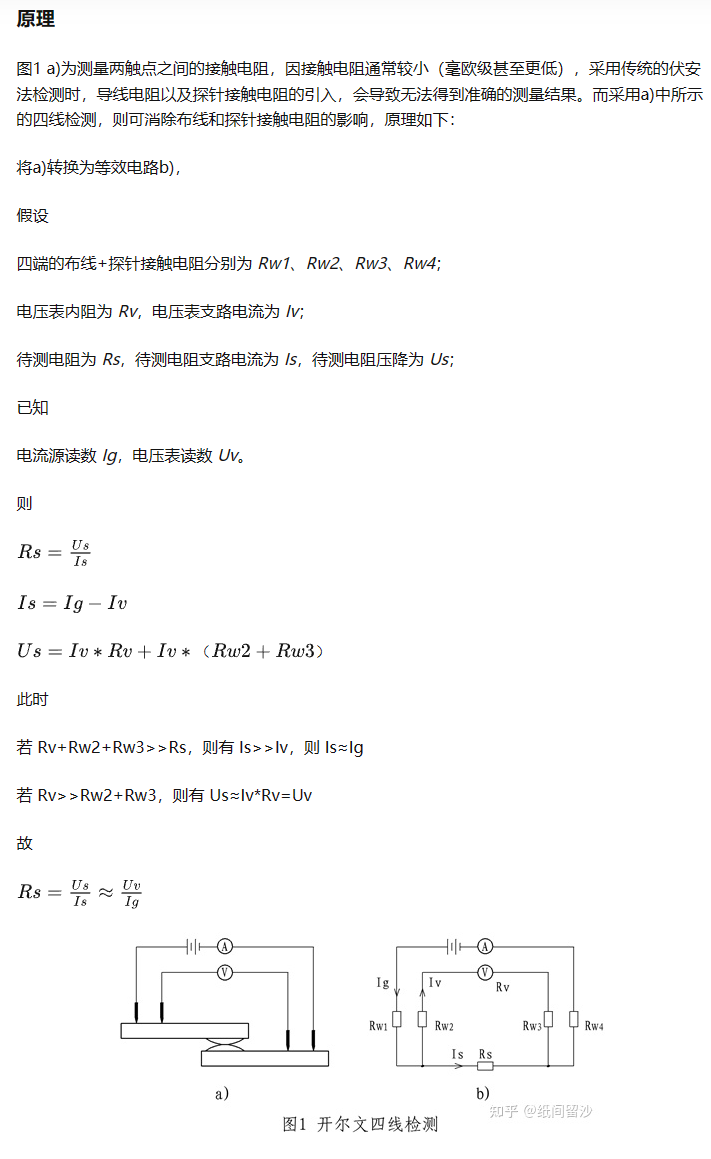 原理
图1 a)为测量两触点之间的接触电阻，因接触电阻通常较小（毫欧级甚至更低），采用传统的伏安
法检测时，导线电阻以及探针接触电阻的引入，会导致无法得到准确的测量结果。而采用a)中所示
的四线检测，则可消除布线和探针接触电阻的影响，原理如下：
将a)转换为等效电路b)，
假设
四端的布线+探针接触电阻分别为 Rw1、Rw2、Rw3、Rw4；
电压表内阻为 Rv，电压表支路电流为 Iv；
待测电阻为 Rs，待测电阻支路电流为 Is，待测电阻压降为 Us；
已知
电流源读数 Ig，电压表读数 Uv。
则
Rs = Us/Is
Is = Ig − Iv
Us = Iv ∗ Rv + Iv ∗（Rw2 + Rw3）
此时
若 Rv+Rw2+Rw3>>Rs，则有 Is>>Iv，则 Is≈Ig
若 Rv>>Rw2+Rw3，则有 Us≈Iv*Rv=Uv
故
Rs = Us/Is ≈ Uv/Ig
A
V
a)
A
V
Ig
Iv
Rv
Rw1
Rw2
Rw3
Rw4
Is Rs
b)
知乎 @纸间留沙
图1 开尔文四线检测